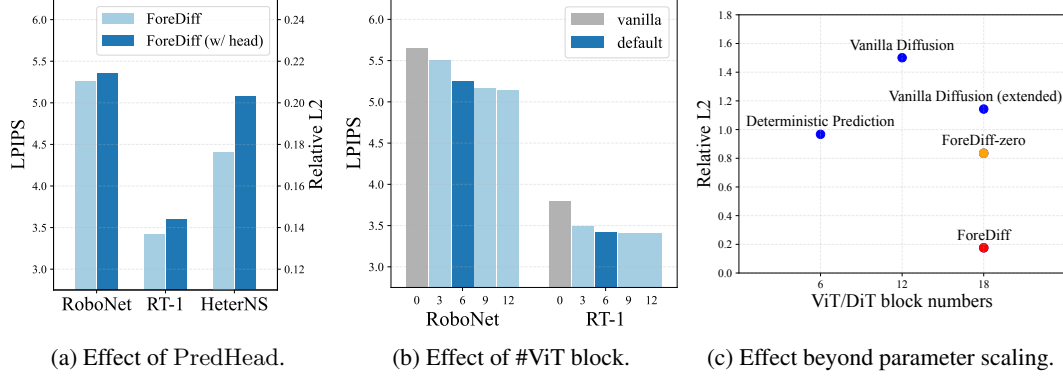 6.0
5.5
5.0
4.5
4.0
3.5
3.0
LPIPS
ForeDiff
ForeDiff (w/ head)
0.24
0.22
0.21
0.20
0.18
0.16
0.14
0.12
Relative L2
RoboNet
RT-1
HeterNS
(a) Effect of PredHead.
6.0
5.5
5.0
4.5
4.0
3.5
3.0
LPIPS
vanilla
default
0 3 6 9 12
0 3 6 9 12
RoboNet
RT-1
(b) Effect of #ViT block.
1.8
1.6
1.4
1.2
1.0
0.8
0.6
0.4
0.2
0.0
Relative L2
Vanilla Diffusion
Vanilla Diffusion (extended)
Deterministic Prediction
ForeDiff-zero
ForeDiff
6 12 18
ViT/DiT block numbers
(c) Effect beyond parameter scaling.